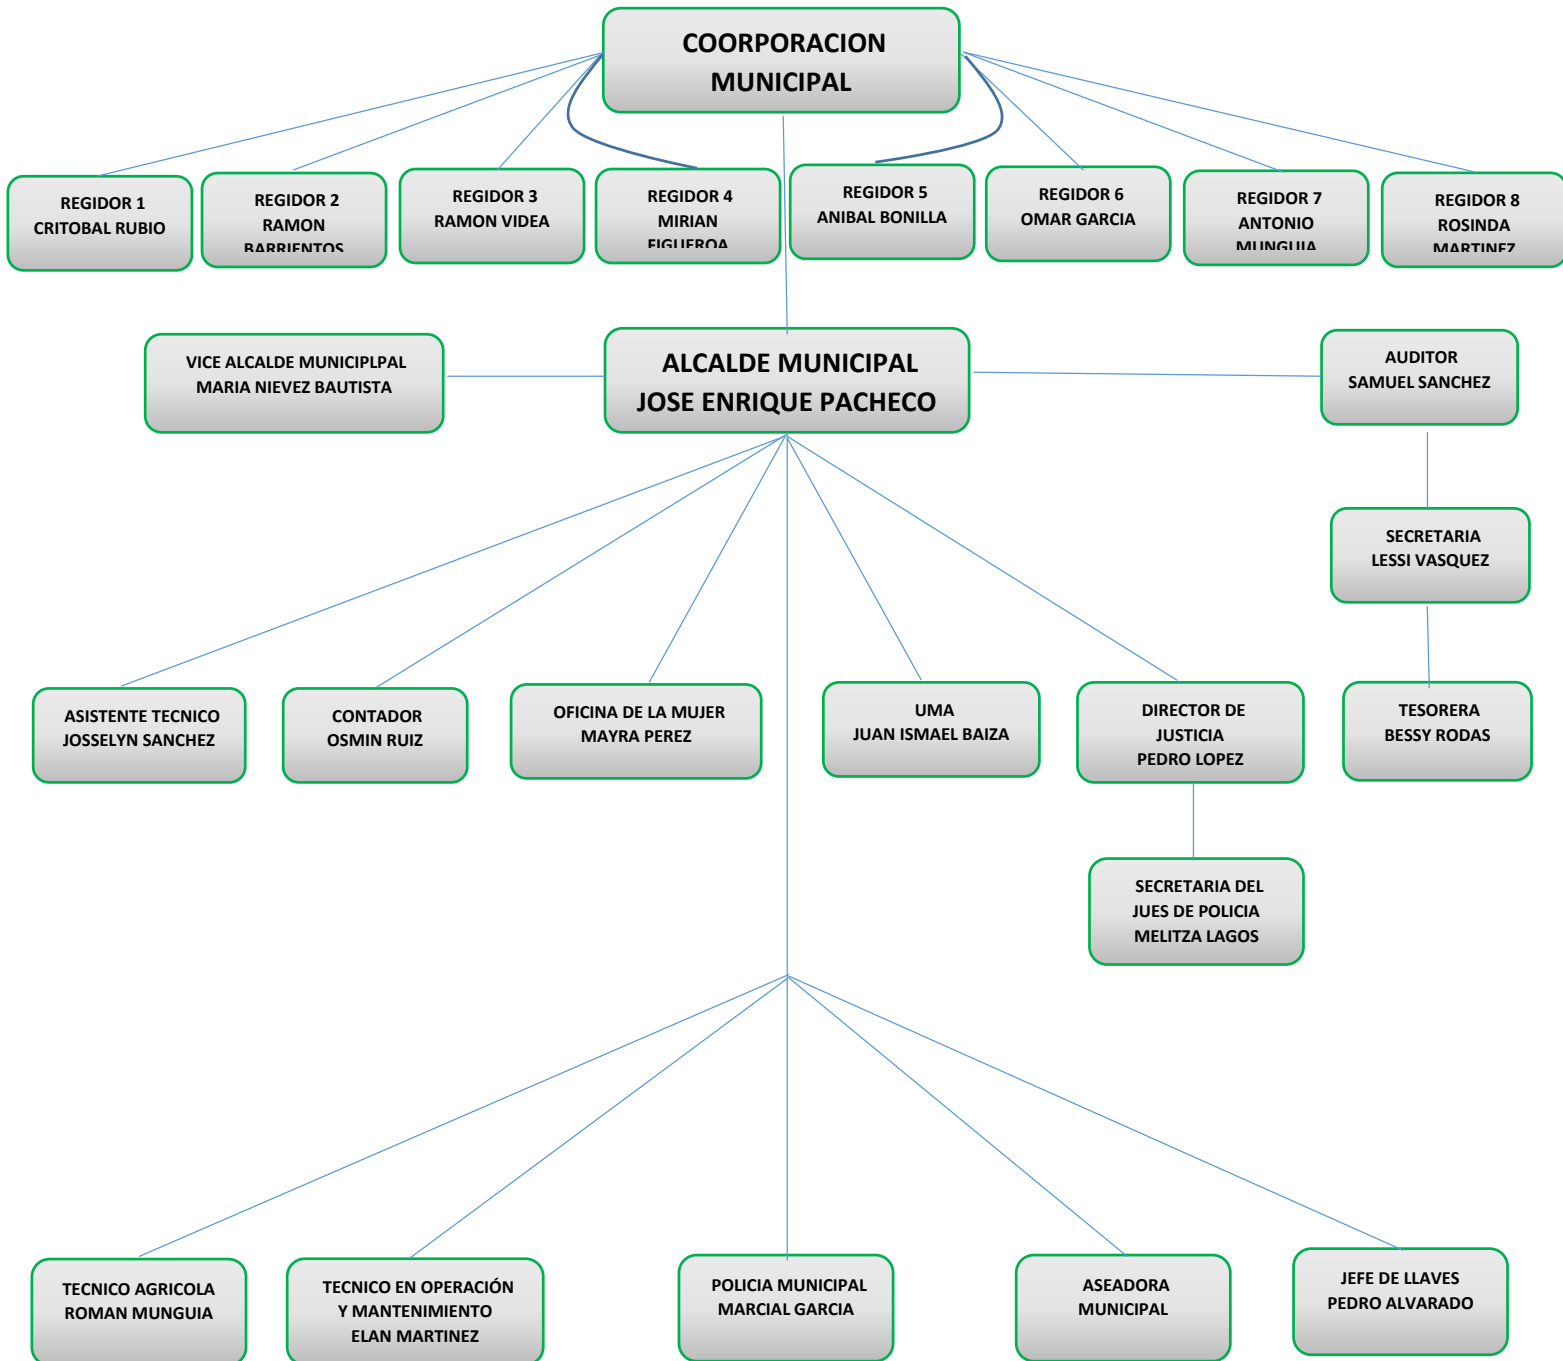 COORPORACION
MUNICIPAL
REGIDOR 1
CRITOBAL RUBIO
REGIDOR 2
RAMON
BARRIENTOS
REGIDOR 3
RAMON VIDEA
REGIDOR 4
MIRIAN
FIGUEROA
REGIDOR 5
ANIBAL BONILLA
REGIDOR 6
OMAR GARCIA
REGIDOR 7
ANTONIO
MUNGUIA
REGIDOR 8
ROSINDA
MARTINEZ
VICE ALCALDE MUNICIPLPAL
MARIA NIEVEZ BAUTISTA
ALCALDE MUNICIPAL
JOSE ENRIQUE PACHECO
AUDITOR
SAMUEL SANCHEZ
SECRETARIA
LESSI VASQUEZ
ASISTENTE TECNICO
JOSSELYN SANCHEZ
CONTADOR
OSMIN RUIZ
OFICINA DE LA MUJER
MAYRA PEREZ
UMA
JUAN ISMAEL BAIZA
DIRECTOR DE
JUSTICIA
PEDRO LOPEZ
TESORERA
BESSY RODAS
SECRETARIA DEL
JUES DE POLICIA
MELITZA LAGOS
TECNICO AGRICOLA
ROMAN MUNGUIA
TECNICO EN OPERACIÓN
Y MANTENIMIENTO
ELAN MARTINEZ
POLICIA MUNICIPAL
MARCIAL GARCIA
ASEADORA
MUNICIPAL
JEFE DE LLAVES
PEDRO ALVARADO